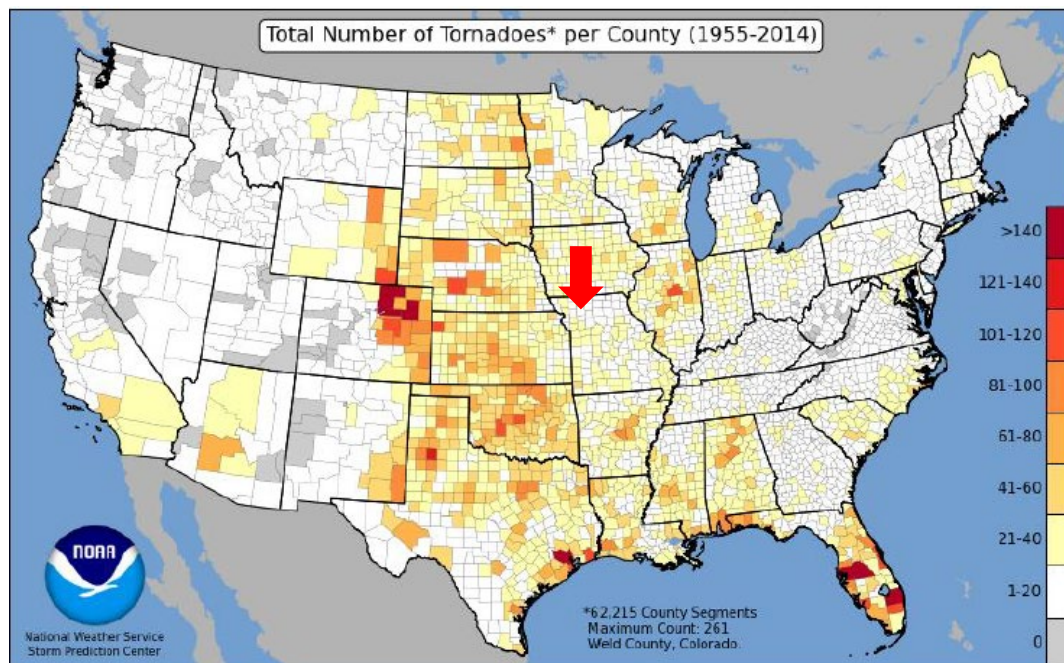 Total Number of Tornadoes* per County (1955-2014)
>140
121-140
101-120
81-100
61-80
41-60
21-40
1-20
0
NOAA
National Weather Service
Storm Prediction Center
*62,215 County Segments
Maximum Count: 261
Weld County, Colorado.